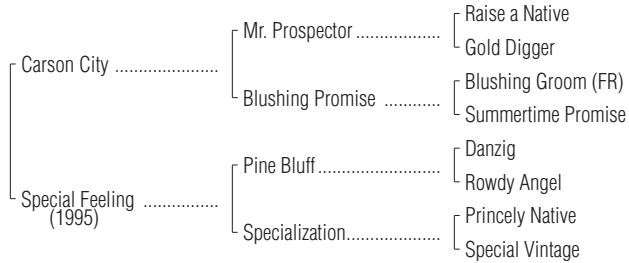 Raise a Native
Mr. Prospector ..................
Gold Digger
Carson City ......................
Blushing Groom (FR)
Blushing Promise ............
Summertime Promise
Danzig
Pine Bluff..........................
Rowdy Angel
Special Feeling ................
(1995)
Princely Native
Specialization....................
Special Vintage